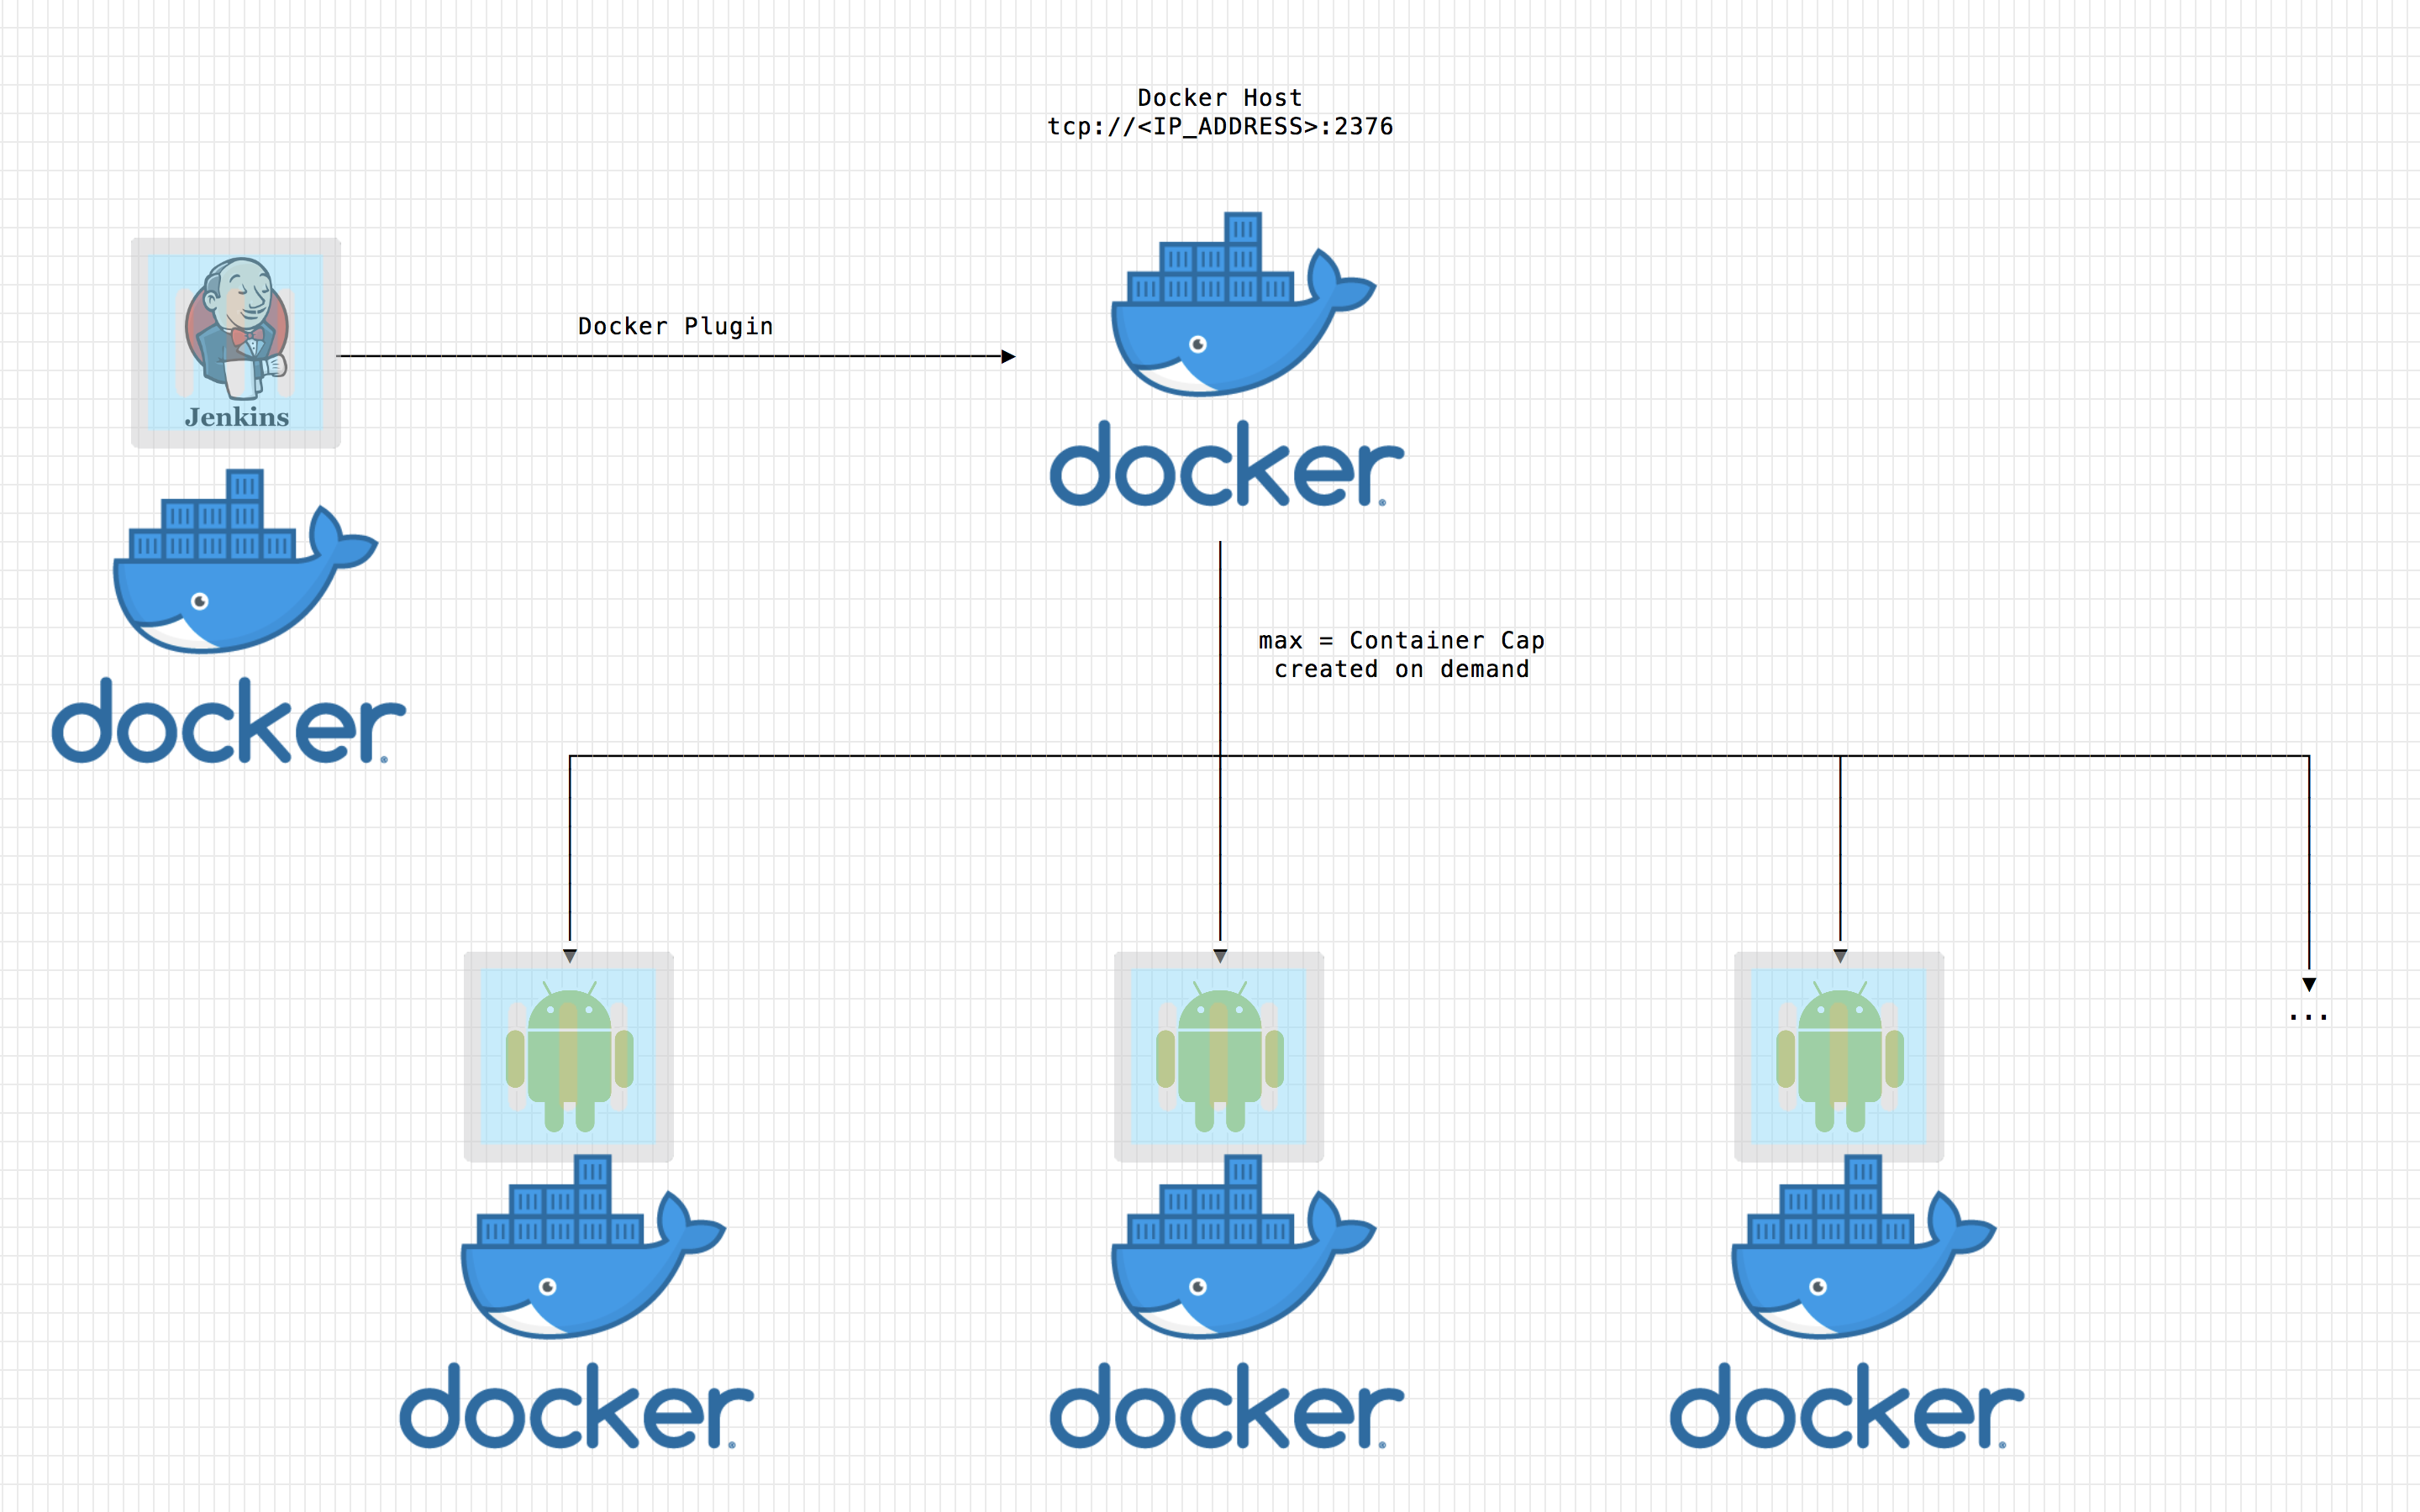 Docker Host
tcp://<IP_ADDRESS>:2376
Docker Plugin
Jenkins
docker
docker
max = Container Cap
created on demand
...
docker
docker
docker